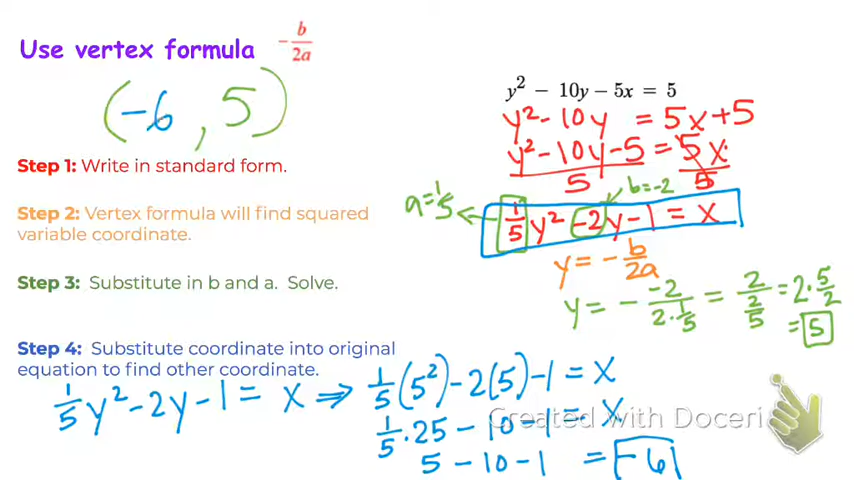 Use vertex formula
-b/2a
(-6, 5)
Step 1: Write in standard form.
Step 2: Vertex formula will find squared
variable coordinate.
Step 3: Substitute in b and a. Solve.
Step 4: Substitute coordinate into original
equation to find other coordinate.
1/5 y² - 2y - 1 = x ⇒ 1/5 (5²) - 2(5) - 1 = x
1/5 · 25 - 10 - 1 = x
5 - 10 - 1 = -6
y² - 10y - 5x = 5
y² - 10y = 5x + 5
y² - 10y - 5 = 5x
5 5
a = 1/5 b = -2
1/5 y² - 2y - 1 = x
y = - b/2a
y = - -2/2·1/5 = 2/2/5 = 2 · 5/2
= 5
Created with Doceri